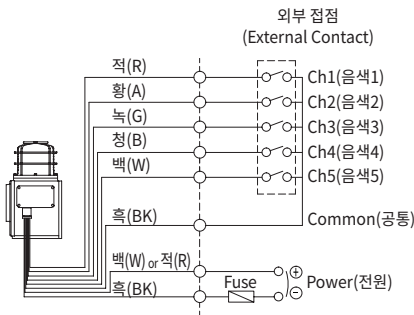 외부 접점
(External Contact)
적(R) Ch1(음색1)
황(A) Ch2(음색2)
녹(G) Ch3(음색3)
청(B) Ch4(음색4)
백(W) Ch5(음색5)
흑(BK) Common(공통)
백(W) or 적(R)
Fuse Power(전원)
흑(BK)